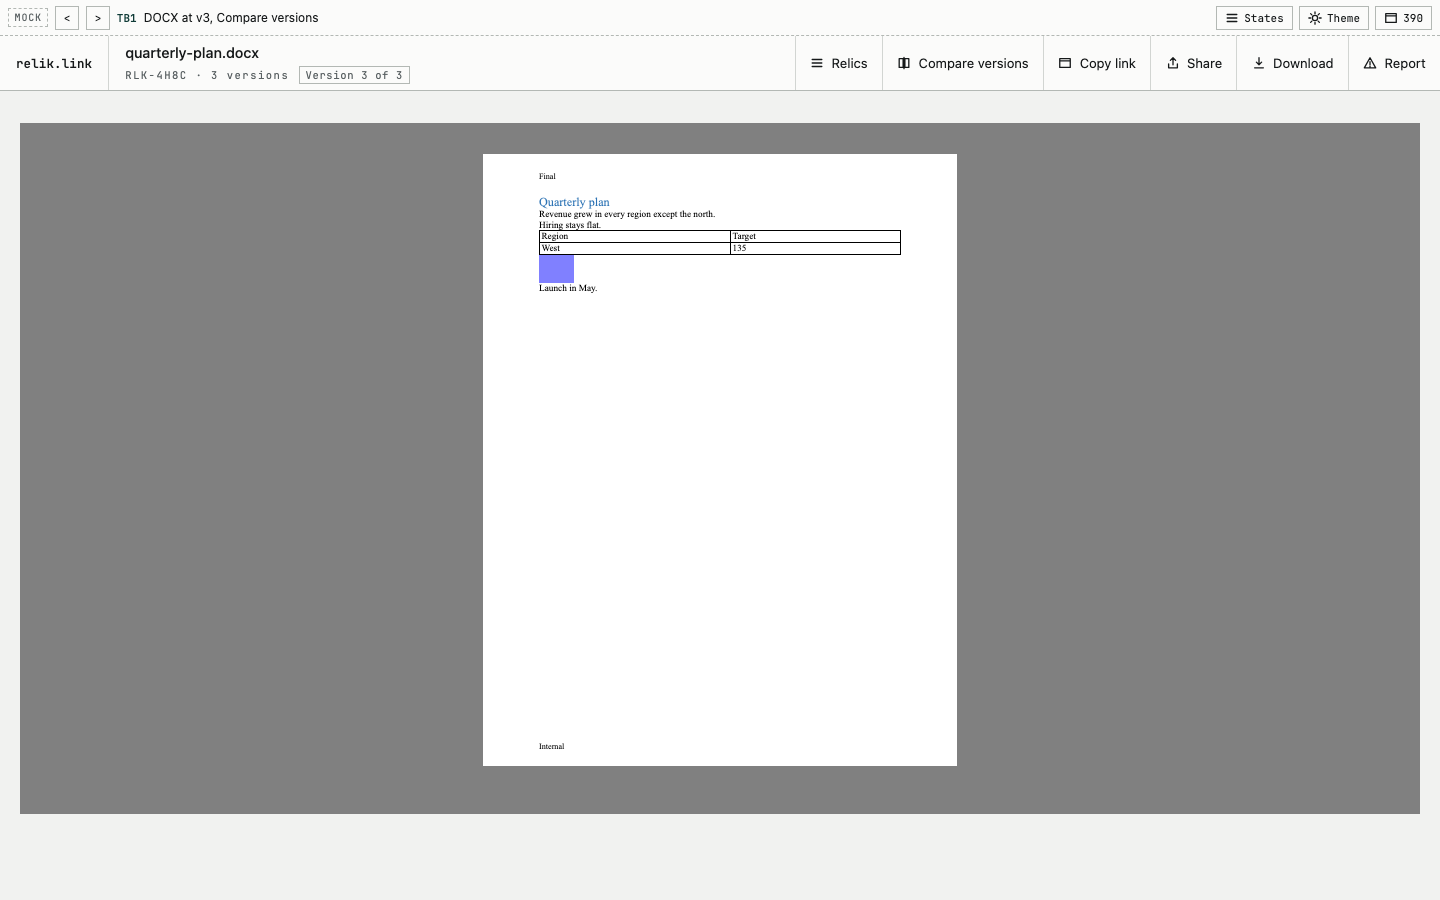 MOCK < > TB1 DOCX at v3, Compare versions States Theme 390
relik.link
quarterly-plan.docx
RLK-4H8C · 3 versions Version 3 of 3
Relics Compare versions Copy link Share Download Report
Final
Quarterly plan
Revenue grew in every region except the north.
Hiring stays flat.
Region Target
West 135
Launch in May.
Internal